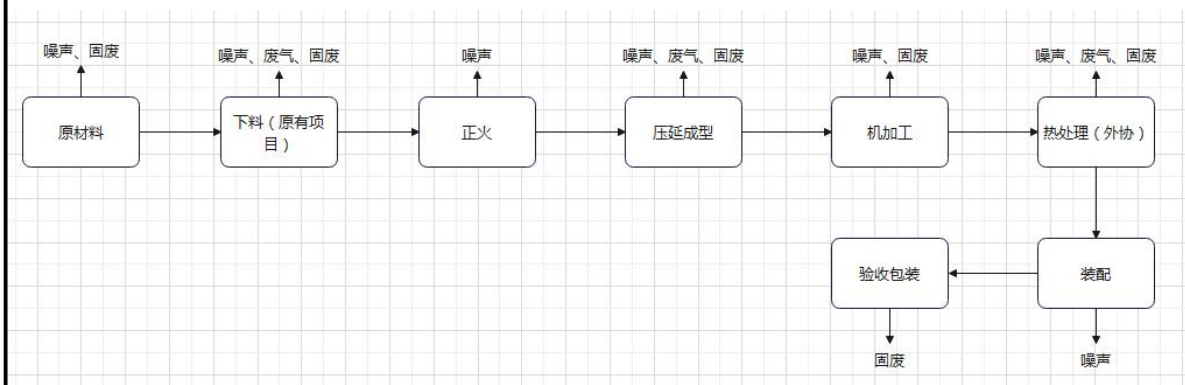 噪声、固废
噪声、废气、固废
噪声
噪声、废气、固废
噪声、固废
噪声、废气、固废
原材料
下料（原有项
目）
正火
压延成型
机加工
热处理（外协）
验收包装
装配
固废
噪声